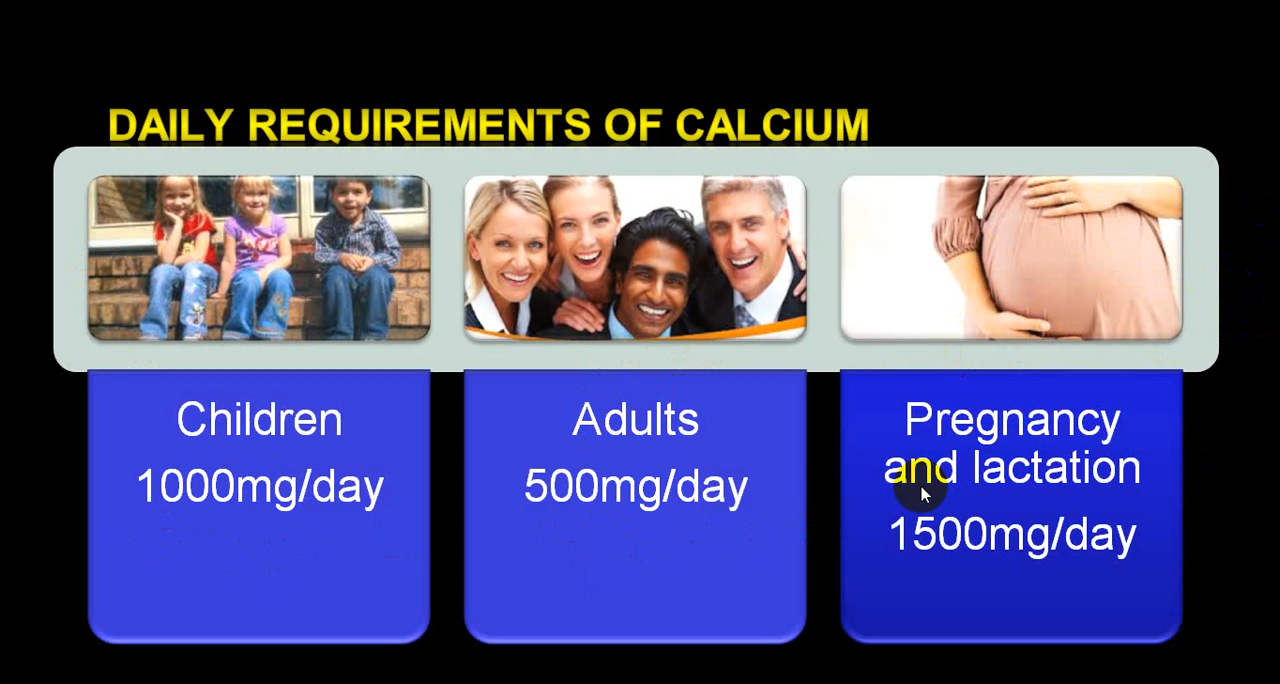 DAILY REQUIREMENTS OF CALCIUM
Children
1000mg/day
Adults
500mg/day
Pregnancy
and lactation
1500mg/day